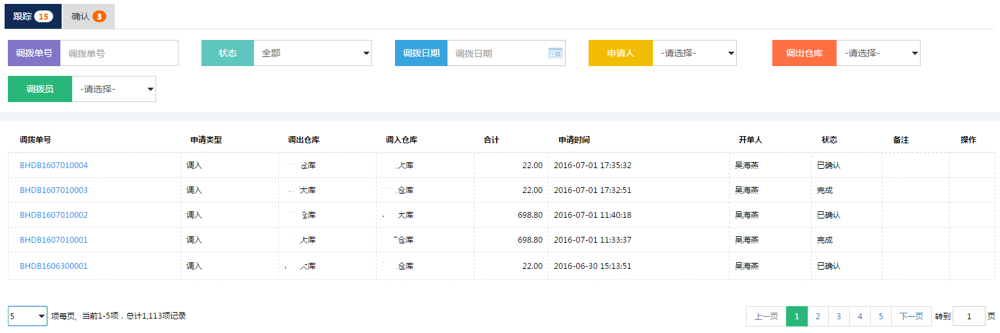 跟踪 15 确认 3
调拨单号 调拨单号 状态 全部 调拨日期 调拨日期 申请人 -请选择- 调出仓库 -请选择-
调拨员 -请选择-
调拨单号 申请类型 调出仓库 调入仓库 合计 申请时间 开单人 状态 备注 操作
BHDB1607010004 调入 仓库 大库 22.00 2016-07-01 17:35:32 吴海燕 已确认
BHDB1607010003 调入 大库 仓库 22.00 2016-07-01 17:32:51 吴海燕 完成
BHDB1607010002 调入 仓库 大库 698.80 2016-07-01 11:40:18 吴海燕 已确认
BHDB1607010001 调入 大库 仓库 698.80 2016-07-01 11:33:37 吴海燕 完成
BHDB1606300001 调入 大库 仓库 22.00 2016-06-30 15:13:51 吴海燕 已确认
5 项每页, 当前1-5项，总计1,113项记录 上一页 1 2 3 4 5 下一页 转到 1 页